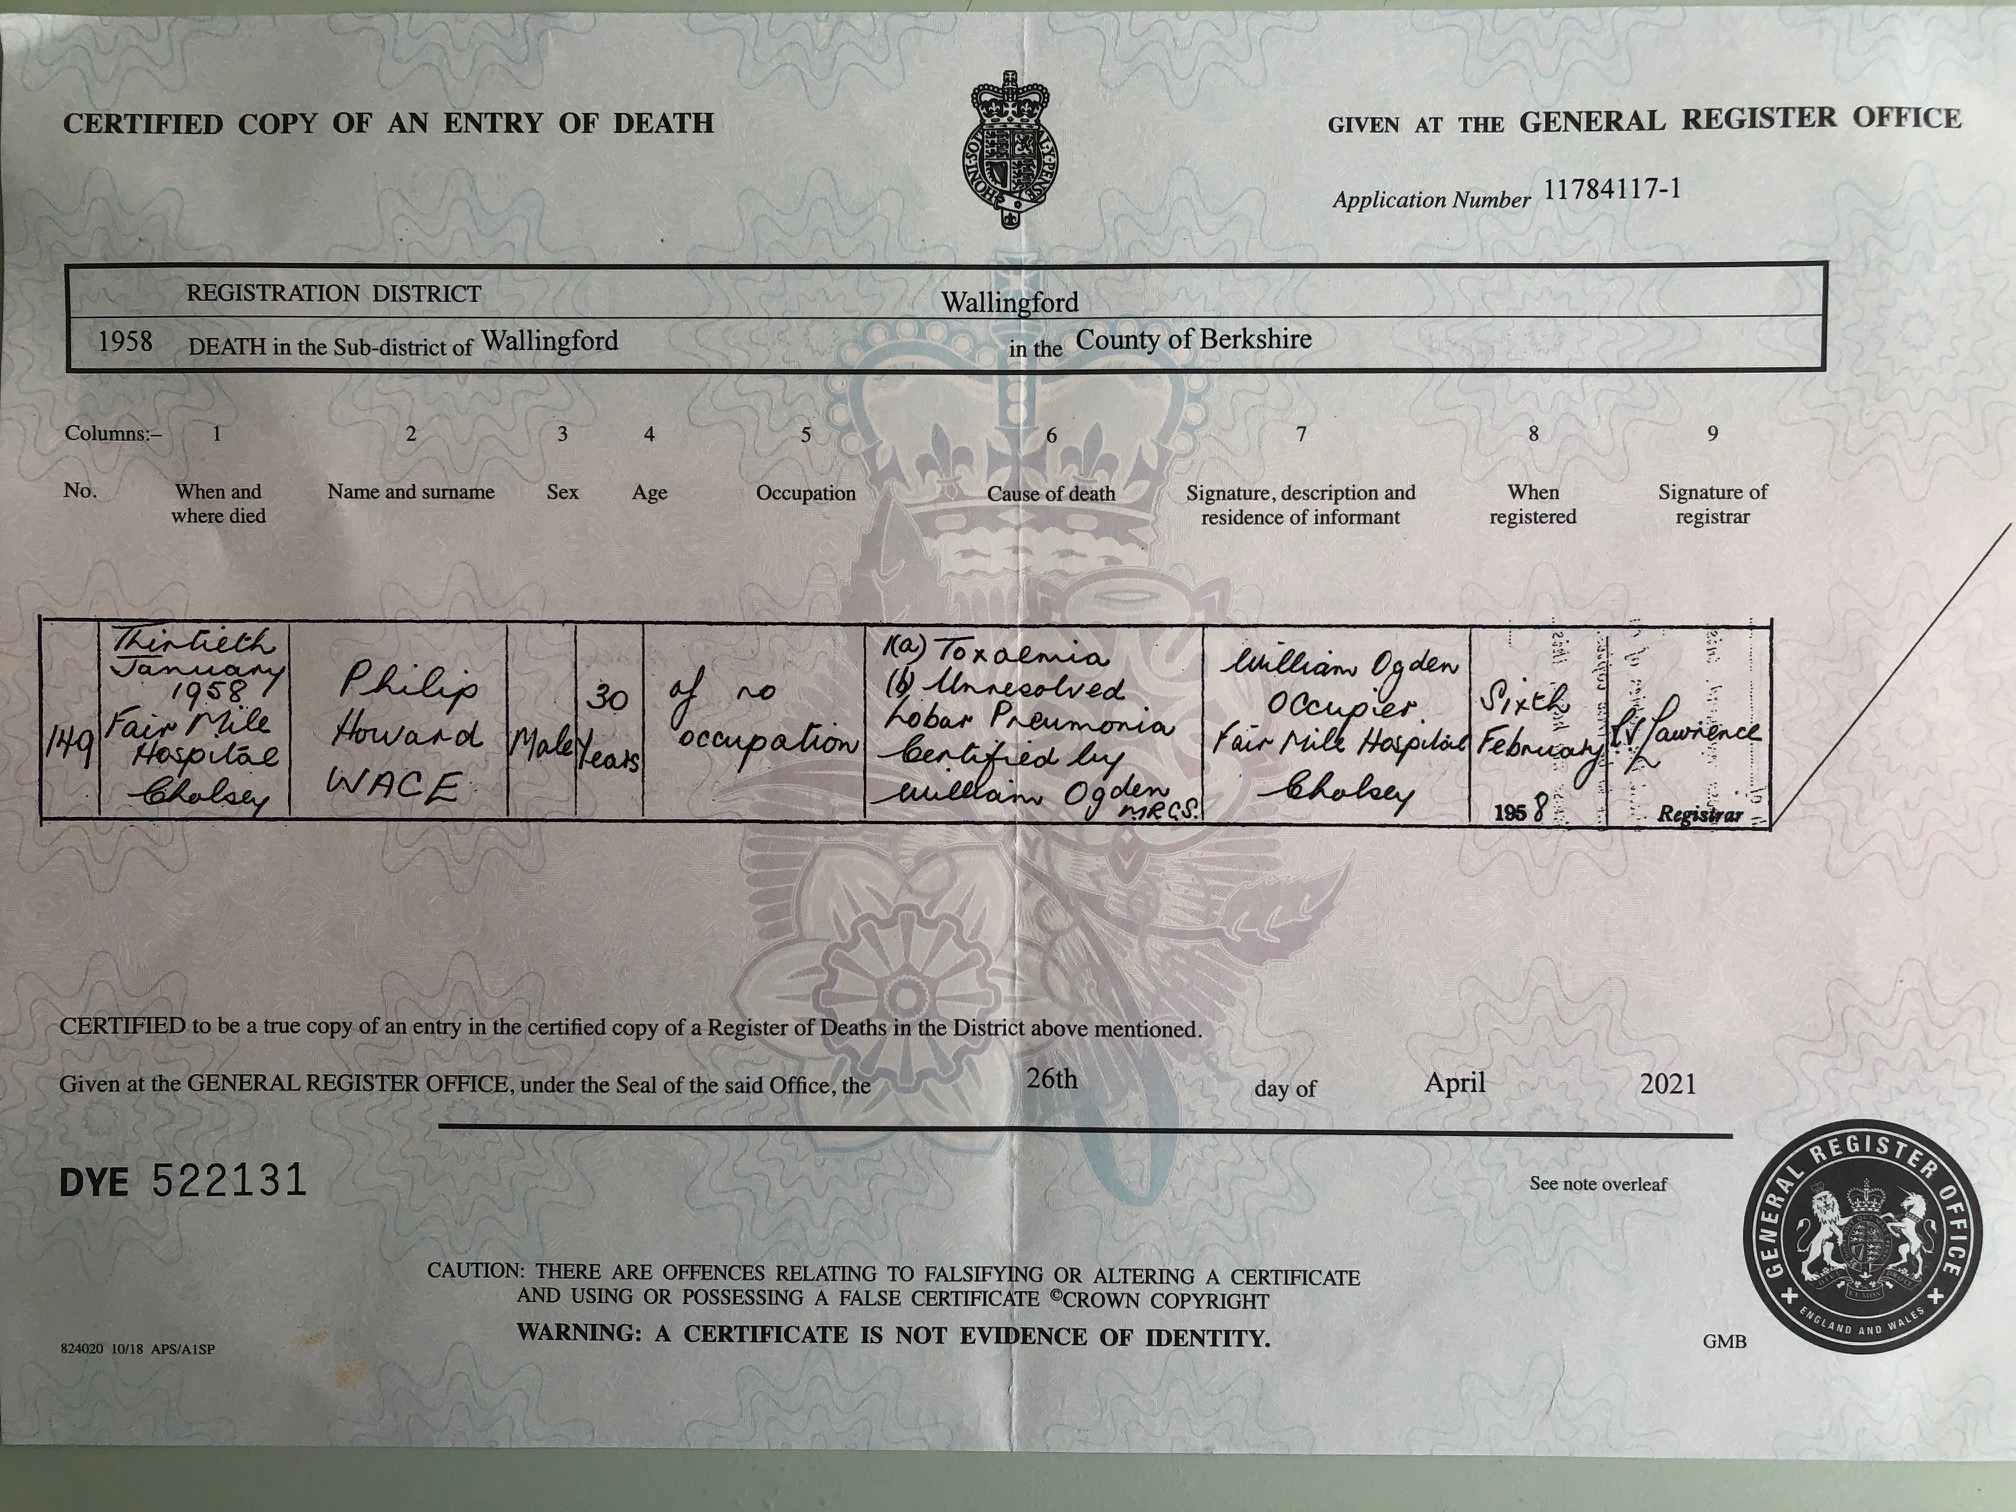 CERTIFIED COPY OF AN ENTRY OF DEATH
GIVEN AT THE GENERAL REGISTER OFFICE
Application Number 11784117-1
REGISTRATION DISTRICT Wallingford
1958 DEATH in the Sub-district of Wallingford in the County of Berkshire
Columns:– 1 2 3 4 5 6 7 8 9
No.
When and
where died
Name and surname
Sex
Age
Occupation
Cause of death
Signature, description and
residence of informant
When
registered
Signature of
registrar
149
Thirtieth
January
1958
Fair Mile
Hospital
Cholsey
Philip
Howard
WACE
Male
30
Years
of no
occupation
1(a) Toxaemia
(b) Unresolved
Lobar Pneumonia
Certified by
William Ogden
MRCS.
William Ogden
Occupier.
Fair Mile Hospital
Cholsey
Sixth
February
1958
Lawrence
Registrar
CERTIFIED to be a true copy of an entry in the certified copy of a Register of Deaths in the District above mentioned.
Given at the GENERAL REGISTER OFFICE, under the Seal of the said Office, the 26th day of April 2021
DYE 522131
See note overleaf
CAUTION: THERE ARE OFFENCES RELATING TO FALSIFYING OR ALTERING A CERTIFICATE
AND USING OR POSSESSING A FALSE CERTIFICATE ©CROWN COPYRIGHT
WARNING: A CERTIFICATE IS NOT EVIDENCE OF IDENTITY.
824020 10/18 APS/A1SP
GMB
GENERAL REGISTER OFFICE
ENGLAND AND WALES